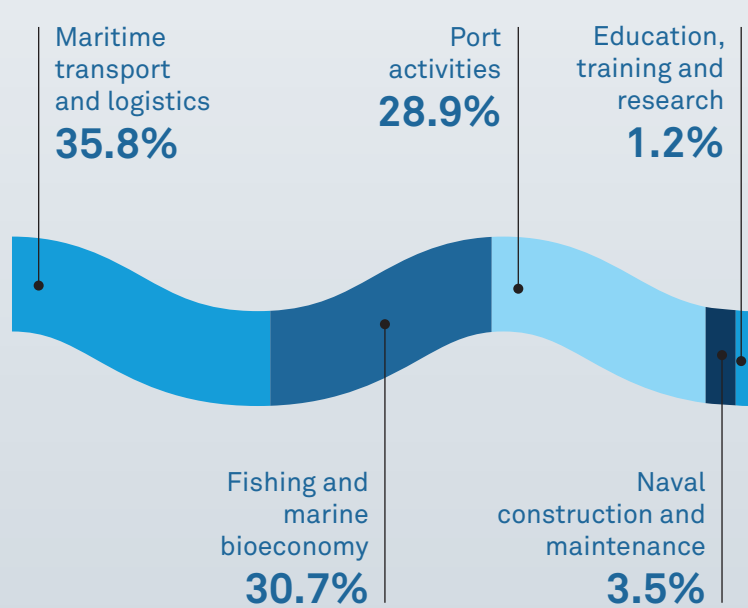 Maritime
transport
and logistics
35.8%
Port
activities
28.9%
Education,
training and
research
1.2%
Fishing and
marine
bioeconomy
30.7%
Naval
construction and
maintenance
3.5%